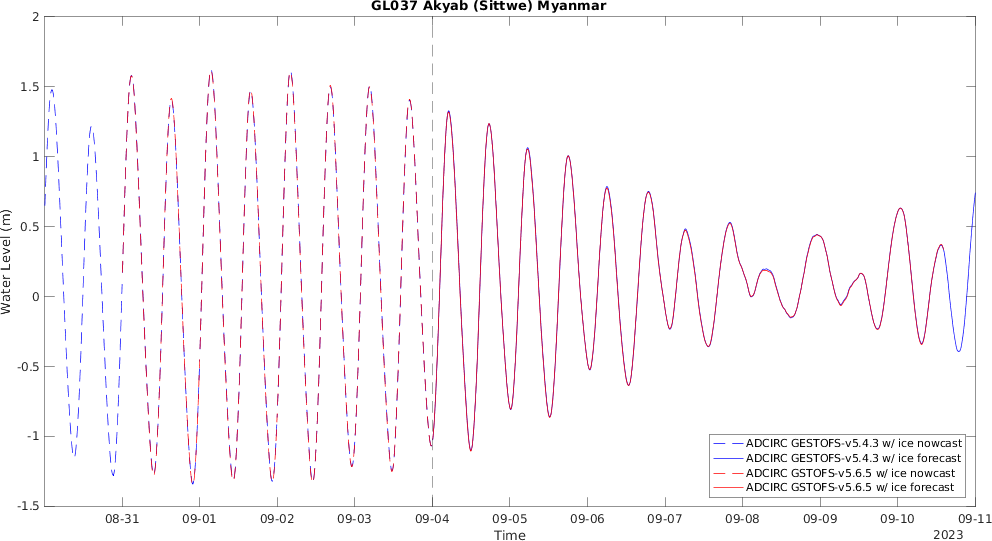 GL037 Akyab (Sittwe) Myanmar
2
1.5
1
0.5
0
-0.5
-1
-1.5
Water Level (m)
ADCIRC GESTOFS-v5.4.3 w/ ice nowcast
ADCIRC GESTOFS-v5.4.3 w/ ice forecast
ADCIRC GSTOFS-v5.6.5 w/ ice nowcast
ADCIRC GSTOFS-v5.6.5 w/ ice forecast
08-31 09-01 09-02 09-03 09-04 09-05 09-06 09-07 09-08 09-09 09-10 09-11
Time
2023